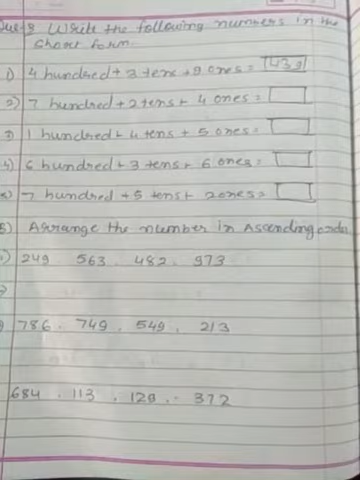 Que-3 Write the following numbers in the
short form.
1) 4 hundred + 3 tens + 9 ones = 439
2) 7 hundred + 2 tens + 4 ones =
3) 1 hundred + 4 tens + 5 ones =
4) 6 hundred + 3 tens + 6 ones =
5) 7 hundred + 5 tens + 2 ones =
5) Arrange the number in Ascending orde
1) 249 . 563 . 482 . 973
786 . 749 . 549 . 213
684 . 113 . 129 . 372